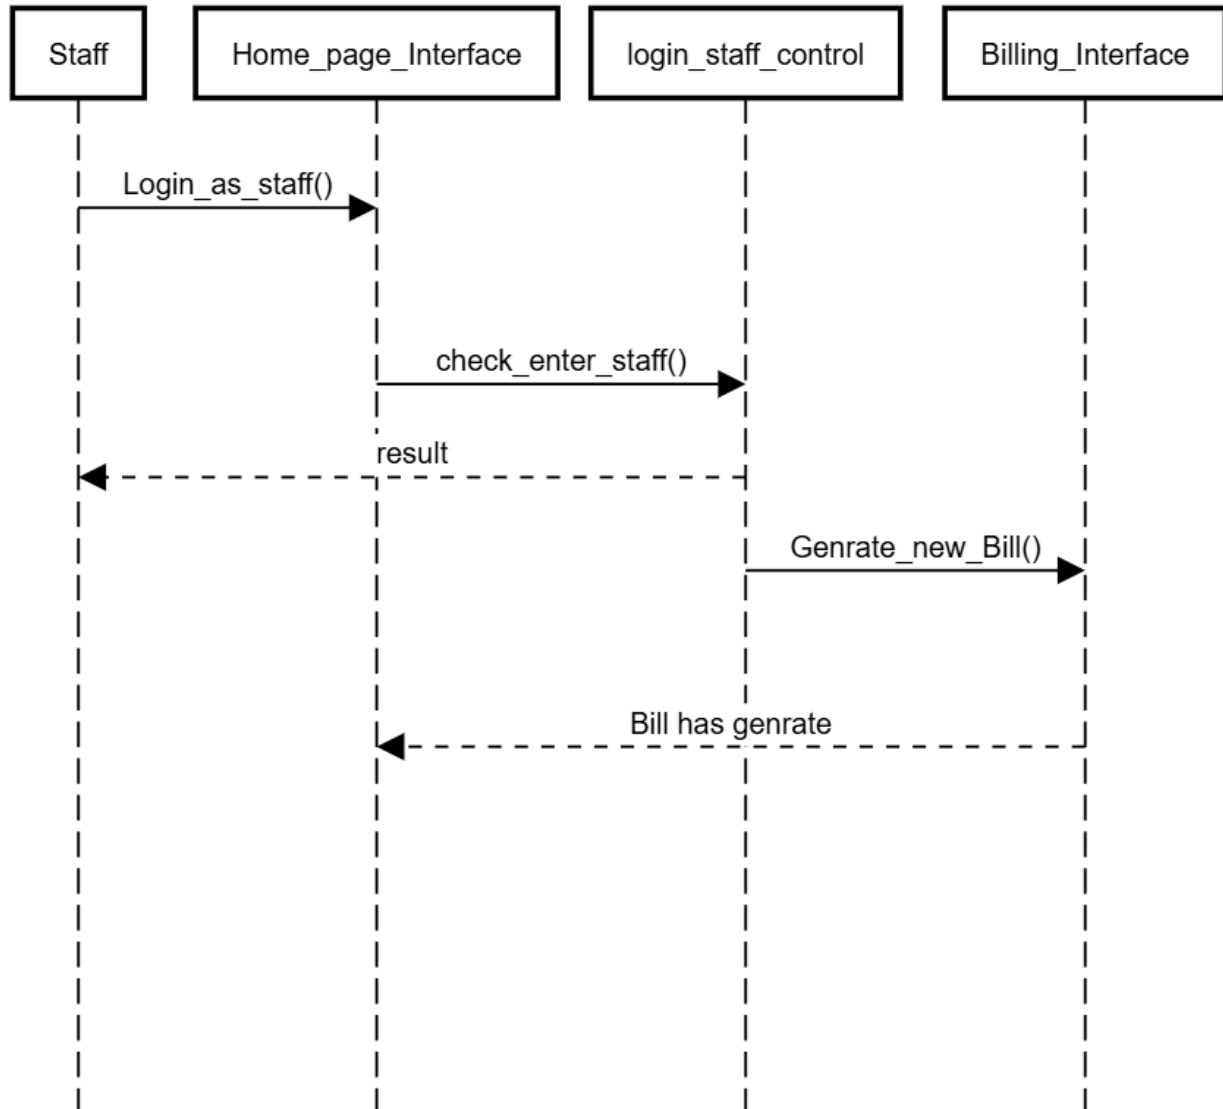 Staff
Home_page_Interface
login_staff_control
Billing_Interface
Login_as_staff()
check_enter_staff()
result
Genrate_new_Bill()
Bill has genrate